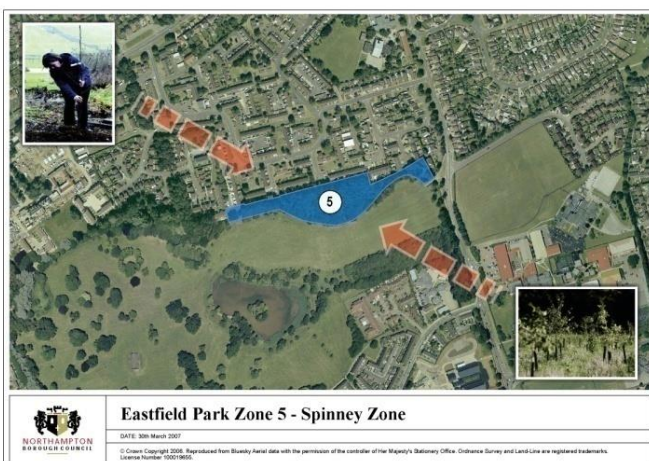 5
Eastfield Park Zone 5 - Spinney Zone
DATE: 30th March 2007
NORTHAMPTON
BOROUGH COUNCIL
© Crown Copyright 2006. Reproduced from Bluesky Aerial data with the permission of the controller of Her Majesty's Stationery Office. Ordnance Survey and Land-Line are registered trademarks.
License Number 100019655.